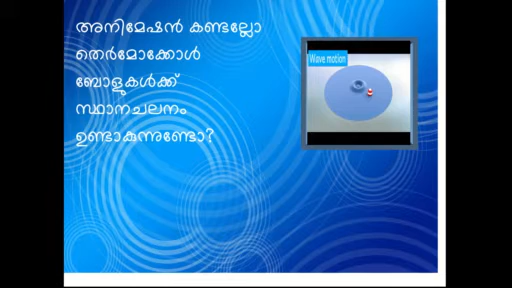 അനിമേഷൻ കണ്ടല്ലോ
തെർമോക്കോൾ
ബോളുകൾക്ക്
സ്ഥാനചലനം
ഉണ്ടാകുന്നുണ്ടോ?
Wave motion